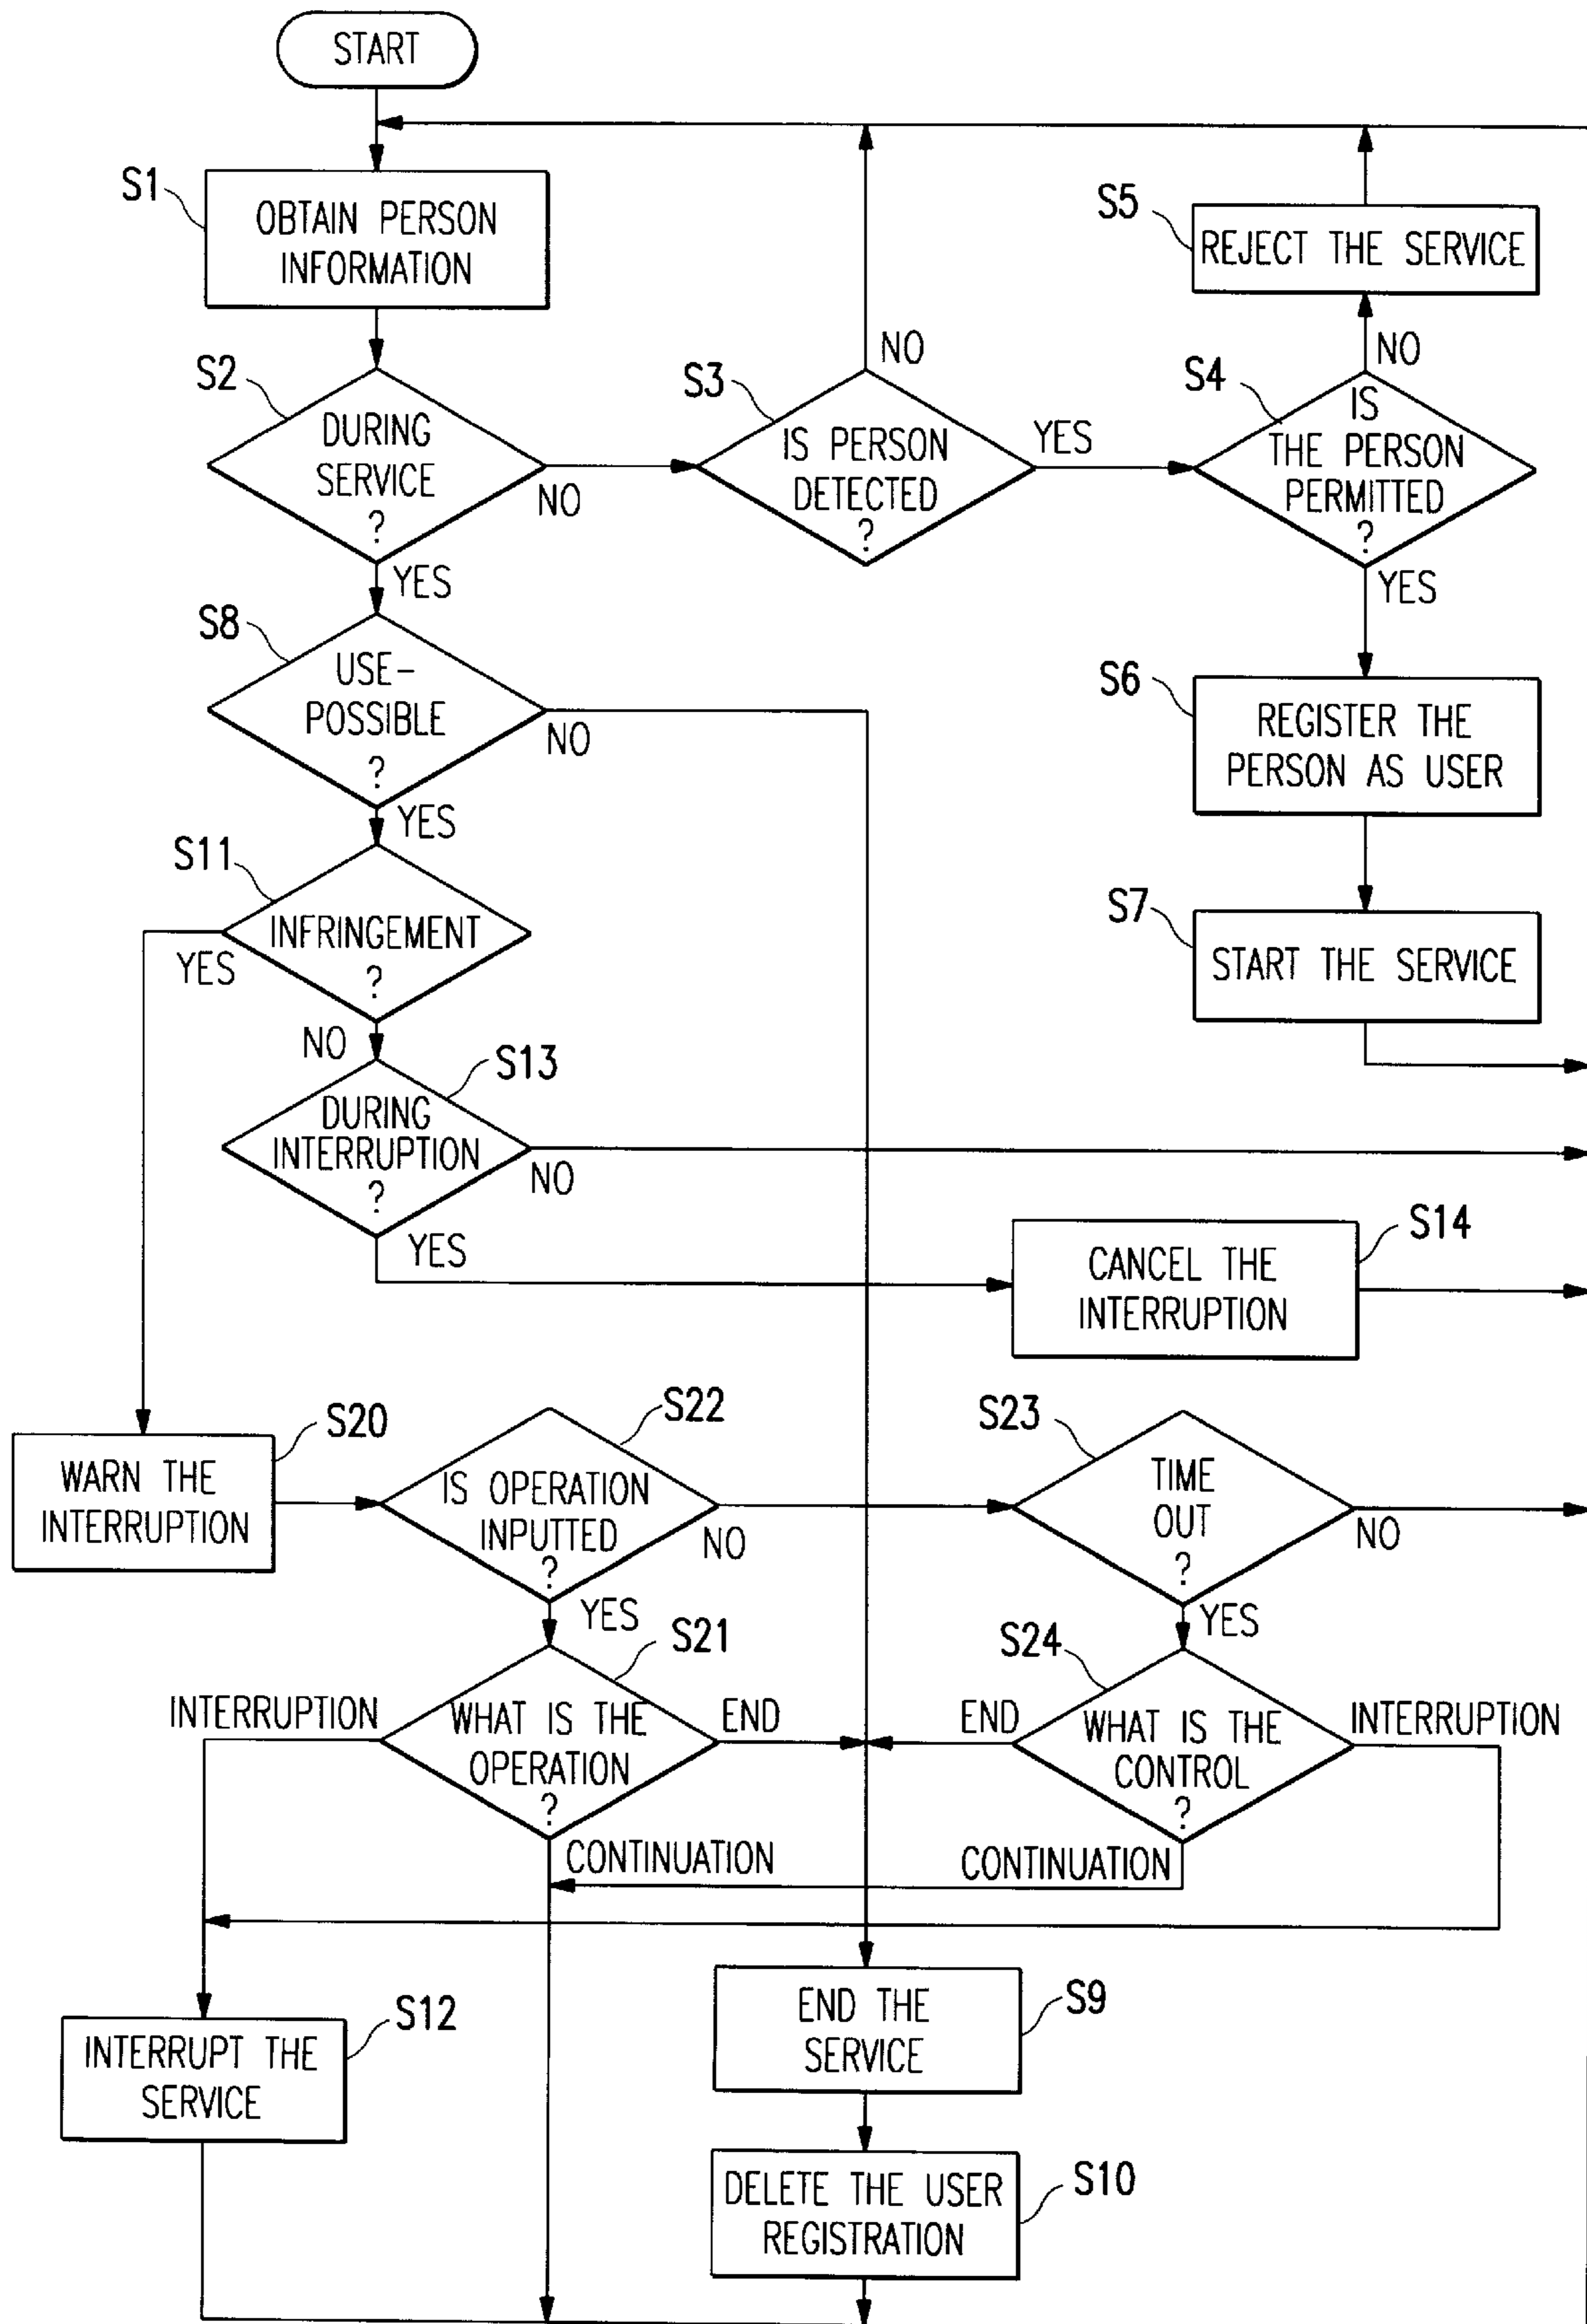 START
S1
OBTAIN PERSON
INFORMATION
S5
REJECT THE SERVICE
S2
DURING
SERVICE
?
NO
YES
S3
IS PERSON
DETECTED
?
NO
YES
S4
IS
THE PERSON
PERMITTED
?
NO
YES
S8
USE-
POSSIBLE
?
NO
YES
S6
REGISTER THE
PERSON AS USER
S11
INFRINGEMENT
?
YES
NO
S7
START THE SERVICE
S13
DURING
INTERRUPTION
?
NO
YES
S14
CANCEL THE
INTERRUPTION
S20
WARN THE
INTERRUPTION
S22
IS OPERATION
INPUTTED
?
NO
YES
S23
TIME
OUT
?
NO
YES
S21
WHAT IS THE
OPERATION
?
INTERRUPTION
END
CONTINUATION
S24
WHAT IS THE
CONTROL
?
END
INTERRUPTION
CONTINUATION
S12
INTERRUPT THE
SERVICE
S9
END THE
SERVICE
S10
DELETE THE USER
REGISTRATION